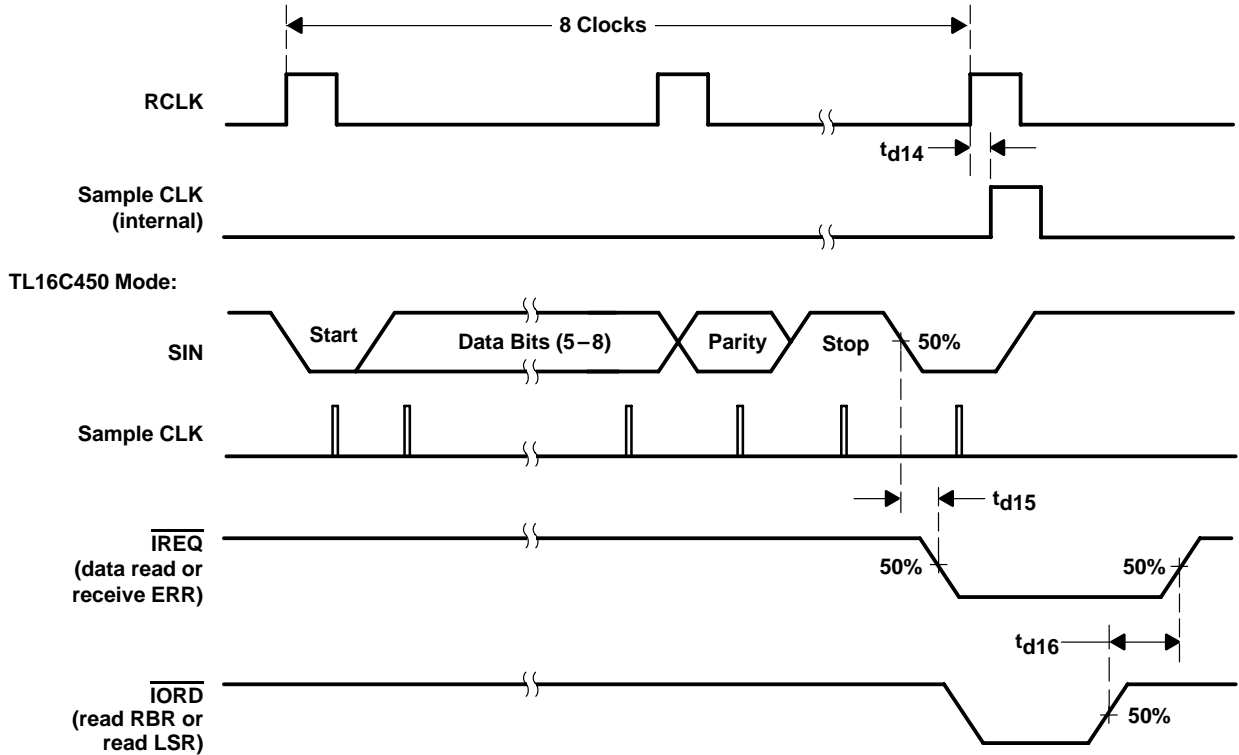 8 Clocks
RCLK
td14
Sample CLK
(internal)
TL16C450 Mode:
SIN
Start
Data Bits (5–8)
Parity
Stop
50%
Sample CLK
td15
IREQ
(data read or
receive ERR)
50%
50%
td16
IORD
(read RBR or
read LSR)
50%